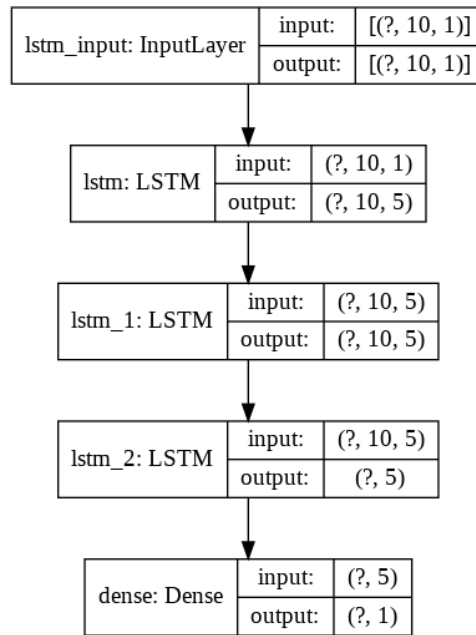 lstm_input: InputLayer
input: [(?, 10, 1)]
output: [(?, 10, 1)]
lstm: LSTM
input: (?, 10, 1)
output: (?, 10, 5)
lstm_1: LSTM
input: (?, 10, 5)
output: (?, 10, 5)
lstm_2: LSTM
input: (?, 10, 5)
output: (?, 5)
dense: Dense
input: (?, 5)
output: (?, 1)